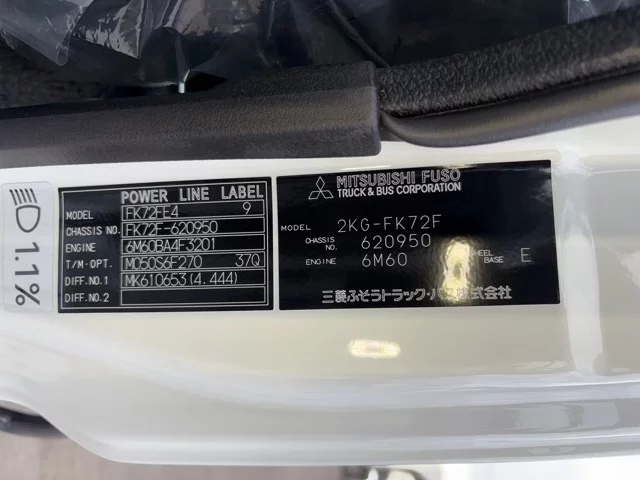 1.1%
POWER LINE LABEL
MODEL FK72FE4 9
CHASSIS NO. FK72F-620950
ENGINE 6M60BA4F3201
T/M-OPT. M050S6F270 37Q
DIFF.NO.1 MK610653(4.444)
DIFF.NO.2
MITSUBISHI FUSO
TRUCK & BUS CORPORATION
MODEL 2KG-FK72F
CHASSIS NO. 620950
ENGINE 6M60 WHEEL BASE E
三菱ふそうトラック・バス株式会社